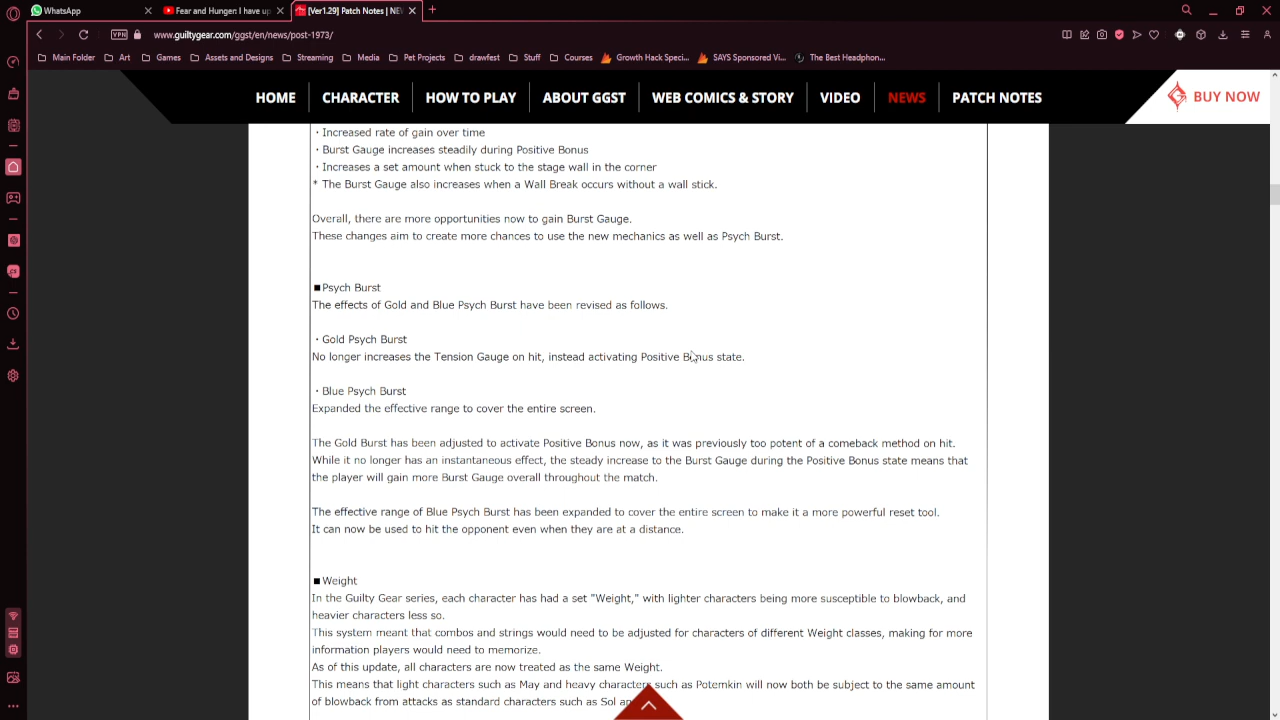 WhatsApp
Fear and Hunger: I have up
[Ver1.29] Patch Notes | NE
VPN
www.guiltygear.com/ggst/en/news/post-1973/
Main Folder
Art
Games
Assets and Designs
Streaming
Media
Pet Projects
drawfest
Stuff
Courses
Growth Hack Speci...
SAYS Sponsored Vi...
The Best Headphon...
HOME
CHARACTER
HOW TO PLAY
ABOUT GGST
WEB COMICS & STORY
VIDEO
NEWS
PATCH NOTES
BUY NOW
・Increased rate of gain over time
・Burst Gauge increases steadily during Positive Bonus
・Increases a set amount when stuck to the stage wall in the corner
* The Burst Gauge also increases when a Wall Break occurs without a wall stick.
Overall, there are more opportunities now to gain Burst Gauge.
These changes aim to create more chances to use the new mechanics as well as Psych Burst.
■Psych Burst
The effects of Gold and Blue Psych Burst have been revised as follows.
・Gold Psych Burst
No longer increases the Tension Gauge on hit, instead activating Positive Bonus state.
・Blue Psych Burst
Expanded the effective range to cover the entire screen.
The Gold Burst has been adjusted to activate Positive Bonus now, as it was previously too potent of a comeback method on hit.
While it no longer has an instantaneous effect, the steady increase to the Burst Gauge during the Positive Bonus state means that
the player will gain more Burst Gauge overall throughout the match.
The effective range of Blue Psych Burst has been expanded to cover the entire screen to make it a more powerful reset tool.
It can now be used to hit the opponent even when they are at a distance.
■Weight
In the Guilty Gear series, each character has had a set "Weight," with lighter characters being more susceptible to blowback, and
heavier characters less so.
This system meant that combos and strings would need to be adjusted for characters of different Weight classes, making for more
information players would need to memorize.
As of this update, all characters are now treated as the same Weight.
This means that light characters such as May and heavy characters such as Potemkin will now both be subject to the same amount
of blowback from attacks as standard characters such as Sol